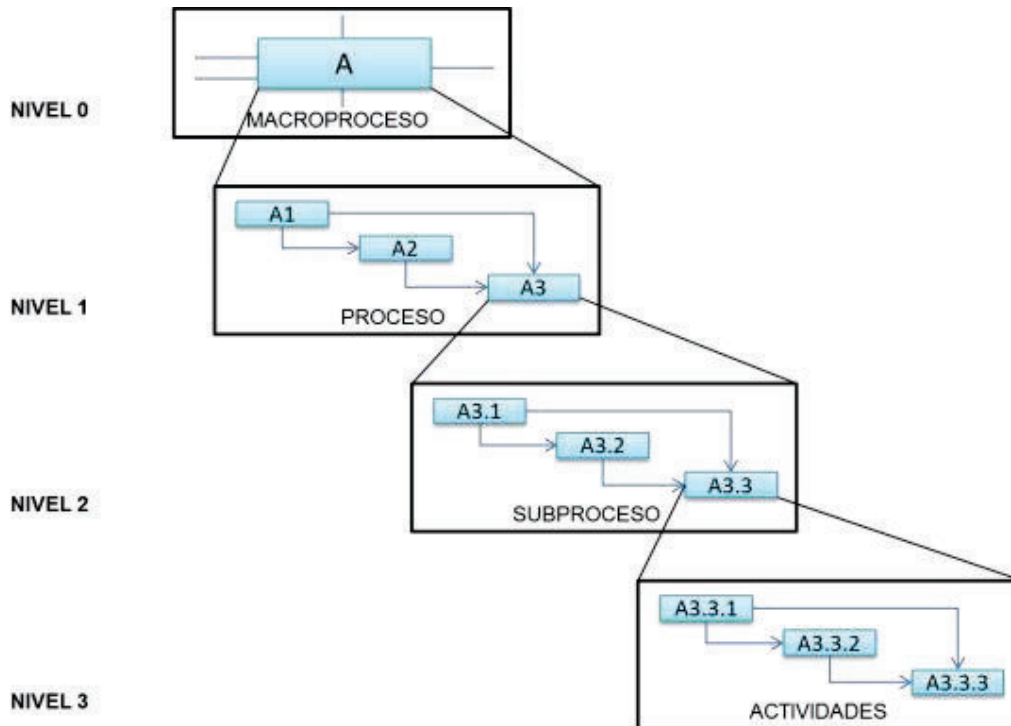 A
NIVEL 0
MACROPROCESO
A1
A2
A3
NIVEL 1
PROCESO
A3.1
A3.2
A3.3
NIVEL 2
SUBPROCESO
A3.3.1
A3.3.2
A3.3.3
NIVEL 3
ACTIVIDADES